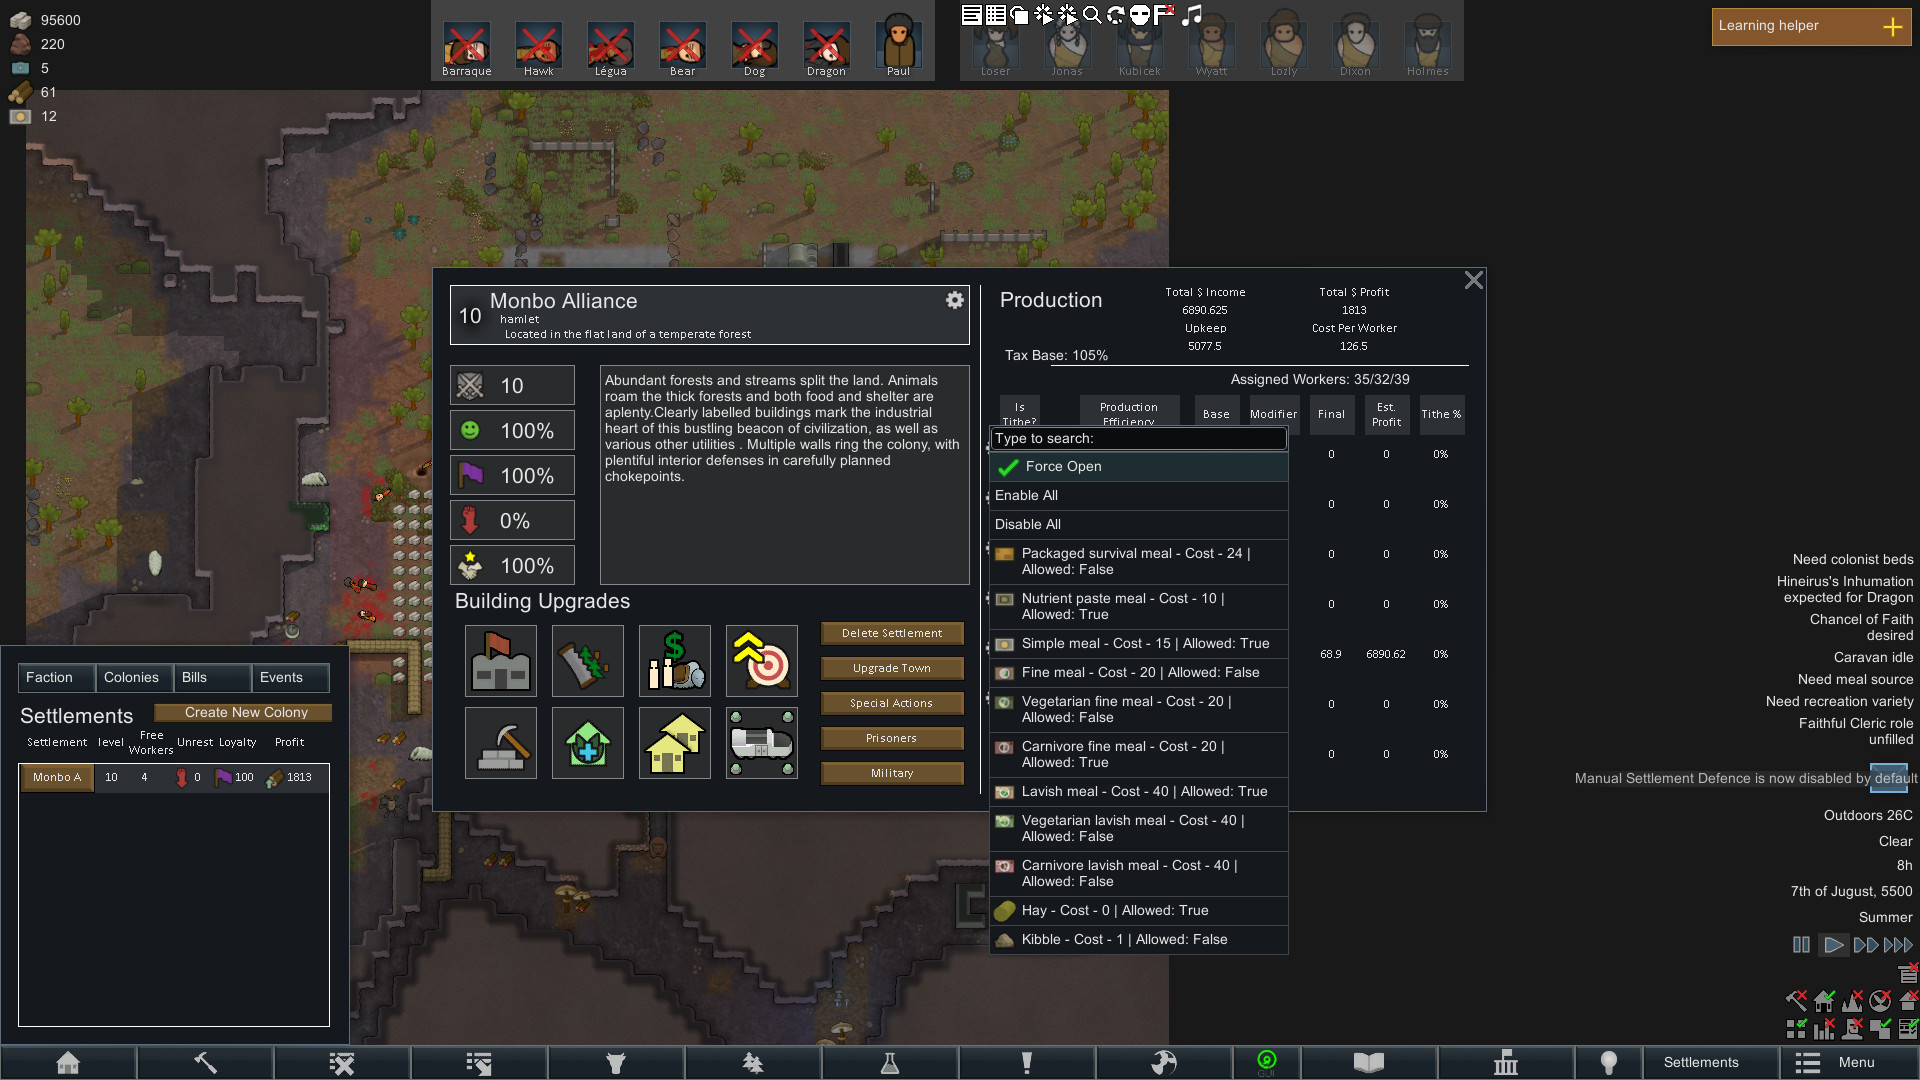 95600
220
5
61
12
Barraque
Hawk
Légua
Bear
Dog
Dragon
Paul
Loser
Jonas
Kubicek
Wyatt
Lozly
Dixon
Holmes
Learning helper
10
Monbo Alliance
hamlet
Located in the flat land of a temperate forest
10
100%
100%
0%
100%
Abundant forests and streams split the land. Animals
roam the thick forests and both food and shelter are
aplenty.Clearly labelled buildings mark the industrial
heart of this bustling beacon of civilization, as well as
various other utilities . Multiple walls ring the colony, with
plentiful interior defenses in carefully planned
chokepoints.
Building Upgrades
Delete Settlement
Upgrade Town
Special Actions
Prisoners
Military
Production
Total $ Income
6890.625
Upkeep
5077.5
Total $ Profit
1813
Cost Per Worker
126.5
Tax Base: 105%
Assigned Workers: 35/32/39
Is
Tithe?
Production
Efficiency
Base
Modifier
Final
Est.
Profit
Tithe %
0 0 0%
0 0 0%
0 0 0%
0 0 0%
68.9 6890.62 0%
0 0 0%
0 0 0%
Type to search:
Force Open
Enable All
Disable All
Packaged survival meal - Cost - 24 |
Allowed: False
Nutrient paste meal - Cost - 10 |
Allowed: True
Simple meal - Cost - 15 | Allowed: True
Fine meal - Cost - 20 | Allowed: False
Vegetarian fine meal - Cost - 20 |
Allowed: False
Carnivore fine meal - Cost - 20 |
Allowed: True
Lavish meal - Cost - 40 | Allowed: True
Vegetarian lavish meal - Cost - 40 |
Allowed: False
Carnivore lavish meal - Cost - 40 |
Allowed: False
Hay - Cost - 0 | Allowed: True
Kibble - Cost - 1 | Allowed: False
Faction
Colonies
Bills
Events
Settlements
Create New Colony
Settlement
level
Free
Workers
Unrest
Loyalty
Profit
Monbo A 10 4 0 100 1813
Need colonist beds
Hineirus's Inhumation
expected for Dragon
Chancel of Faith
desired
Caravan idle
Need meal source
Need recreation variety
Faithful Cleric role
unfilled
Manual Settlement Defence is now disabled by default
Outdoors 26C
Clear
8h
7th of Jugust, 5500
Summer
GUI
Settlements
Menu